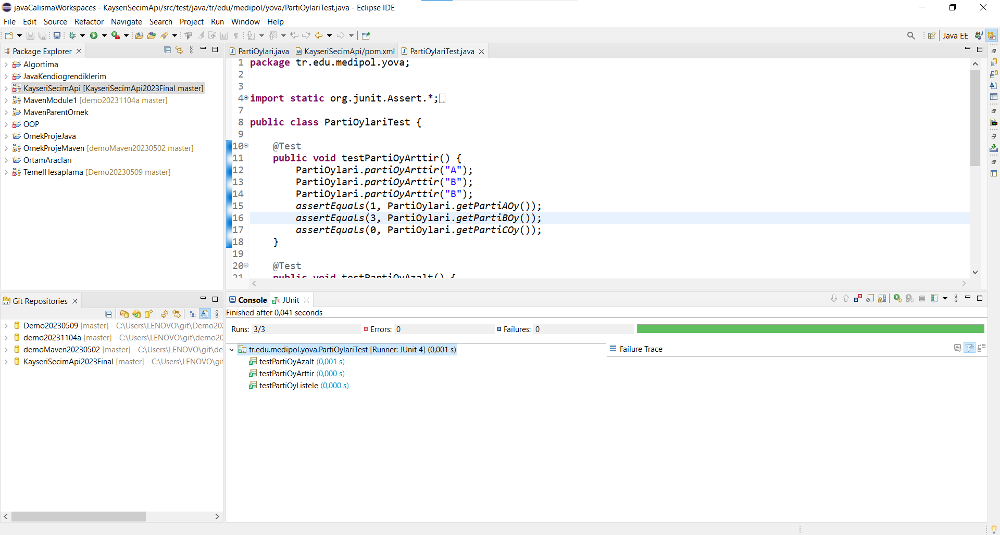 javaCalısmaWorkspaces - KayseriSecimApi/src/test/java/tr/edu/medipol/yova/PartiOylariTest.java - Eclipse IDE
File Edit Source Refactor Navigate Search Project Run Window Help
Java EE
Package Explorer
Algortima
JavaKendiogrendiklerim
KayseriSecimApi [KayseriSecimApi2023Final master]
MavenModule1 [demo20231104a master]
MavenParentOrnek
OOP
OrnekProjeJava
OrnekProjeMaven [demoMaven20230502 master]
OrtamAracları
TemelHesaplama [Demo20230509 master]
PartiOylari.java KayseriSecimApi/pom.xml PartiOylariTest.java
1 package tr.edu.medipol.yova;
2
3
4 import static org.junit.Assert.*;
7
8 public class PartiOylariTest {
9
10 @Test
11 public void testPartiOyArttir() {
12 PartiOylari.partiOyArttir("A");
13 PartiOylari.partiOyArttir("B");
14 PartiOylari.partiOyArttir("B");
15 assertEquals(1, PartiOylari.getPartiAOy());
16 assertEquals(3, PartiOylari.getPartiBOy());
17 assertEquals(0, PartiOylari.getPartiCOy());
18 }
19
20 @Test
21 public void testPartiOyAzalt() {
Git Repositories
Demo20230509 [master] - C:\Users\LENOVO\git\Demo20
demo20231104a [master] - C:\Users\LENOVO\git\demo20
demoMaven20230502 [master] - C:\Users\LENOVO\git\de
KayseriSecimApi2023Final [master] - C:\Users\LENOVO\git
Console JUnit
Finished after 0,041 seconds
Runs: 3/3 Errors: 0 Failures: 0
tr.edu.medipol.yova.PartiOylariTest [Runner: JUnit 4] (0,001 s)
testPartiOyAzalt (0,001 s)
testPartiOyArttir (0,000 s)
testPartiOyListele (0,000 s)
Failure Trace